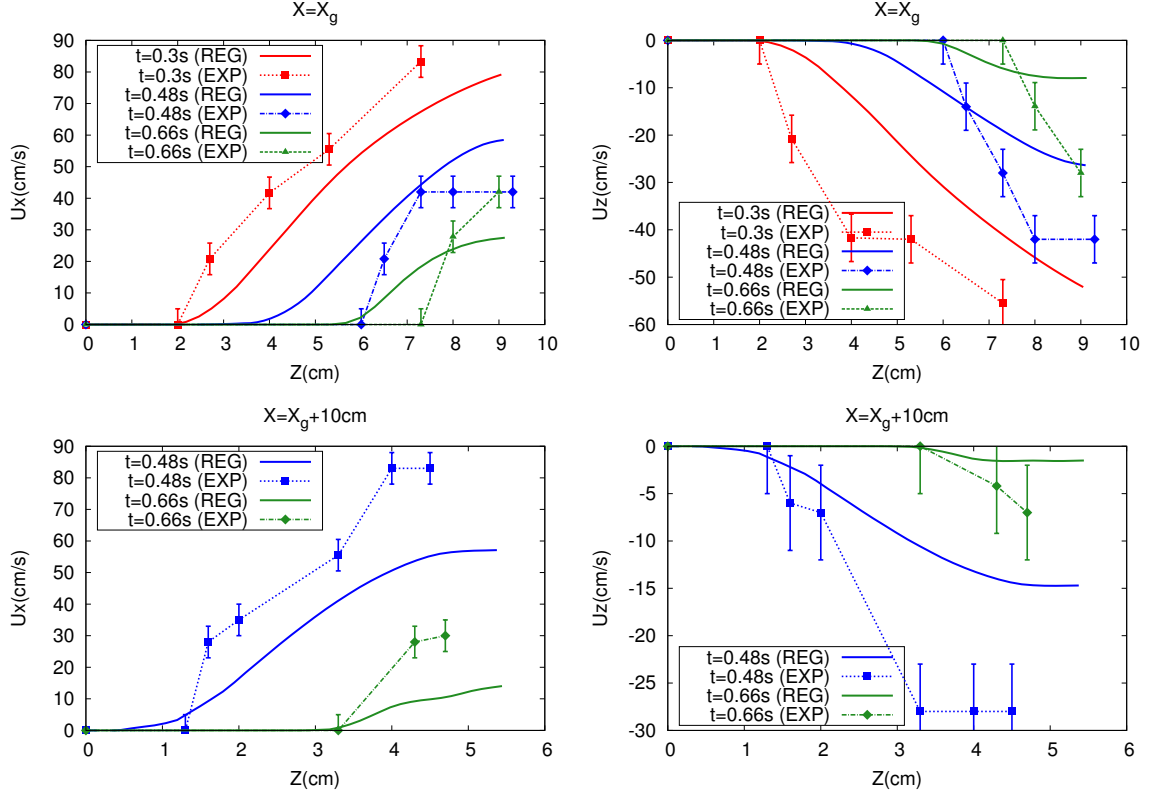 X=Xg
90
80
70
60
50
40
30
20
10
0
Ux(cm/s)
t=0.3s (REG)
t=0.3s (EXP)
t=0.48s (REG)
t=0.48s (EXP)
t=0.66s (REG)
t=0.66s (EXP)
0 1 2 3 4 5 6 7 8 9 10
Z(cm)
X=Xg
0
-10
-20
-30
-40
-50
-60
Uz(cm/s)
t=0.3s (REG)
t=0.3s (EXP)
t=0.48s (REG)
t=0.48s (EXP)
t=0.66s (REG)
t=0.66s (EXP)
0 1 2 3 4 5 6 7 8 9 10
Z(cm)
X=Xg+10cm
90
80
70
60
50
40
30
20
10
0
Ux(cm/s)
t=0.48s (REG)
t=0.48s (EXP)
t=0.66s (REG)
t=0.66s (EXP)
0 1 2 3 4 5 6
Z(cm)
X=Xg+10cm
0
-5
-10
-15
-20
-25
-30
Uz(cm/s)
t=0.48s (REG)
t=0.48s (EXP)
t=0.66s (REG)
t=0.66s (EXP)
0 1 2 3 4 5 6
Z(cm)